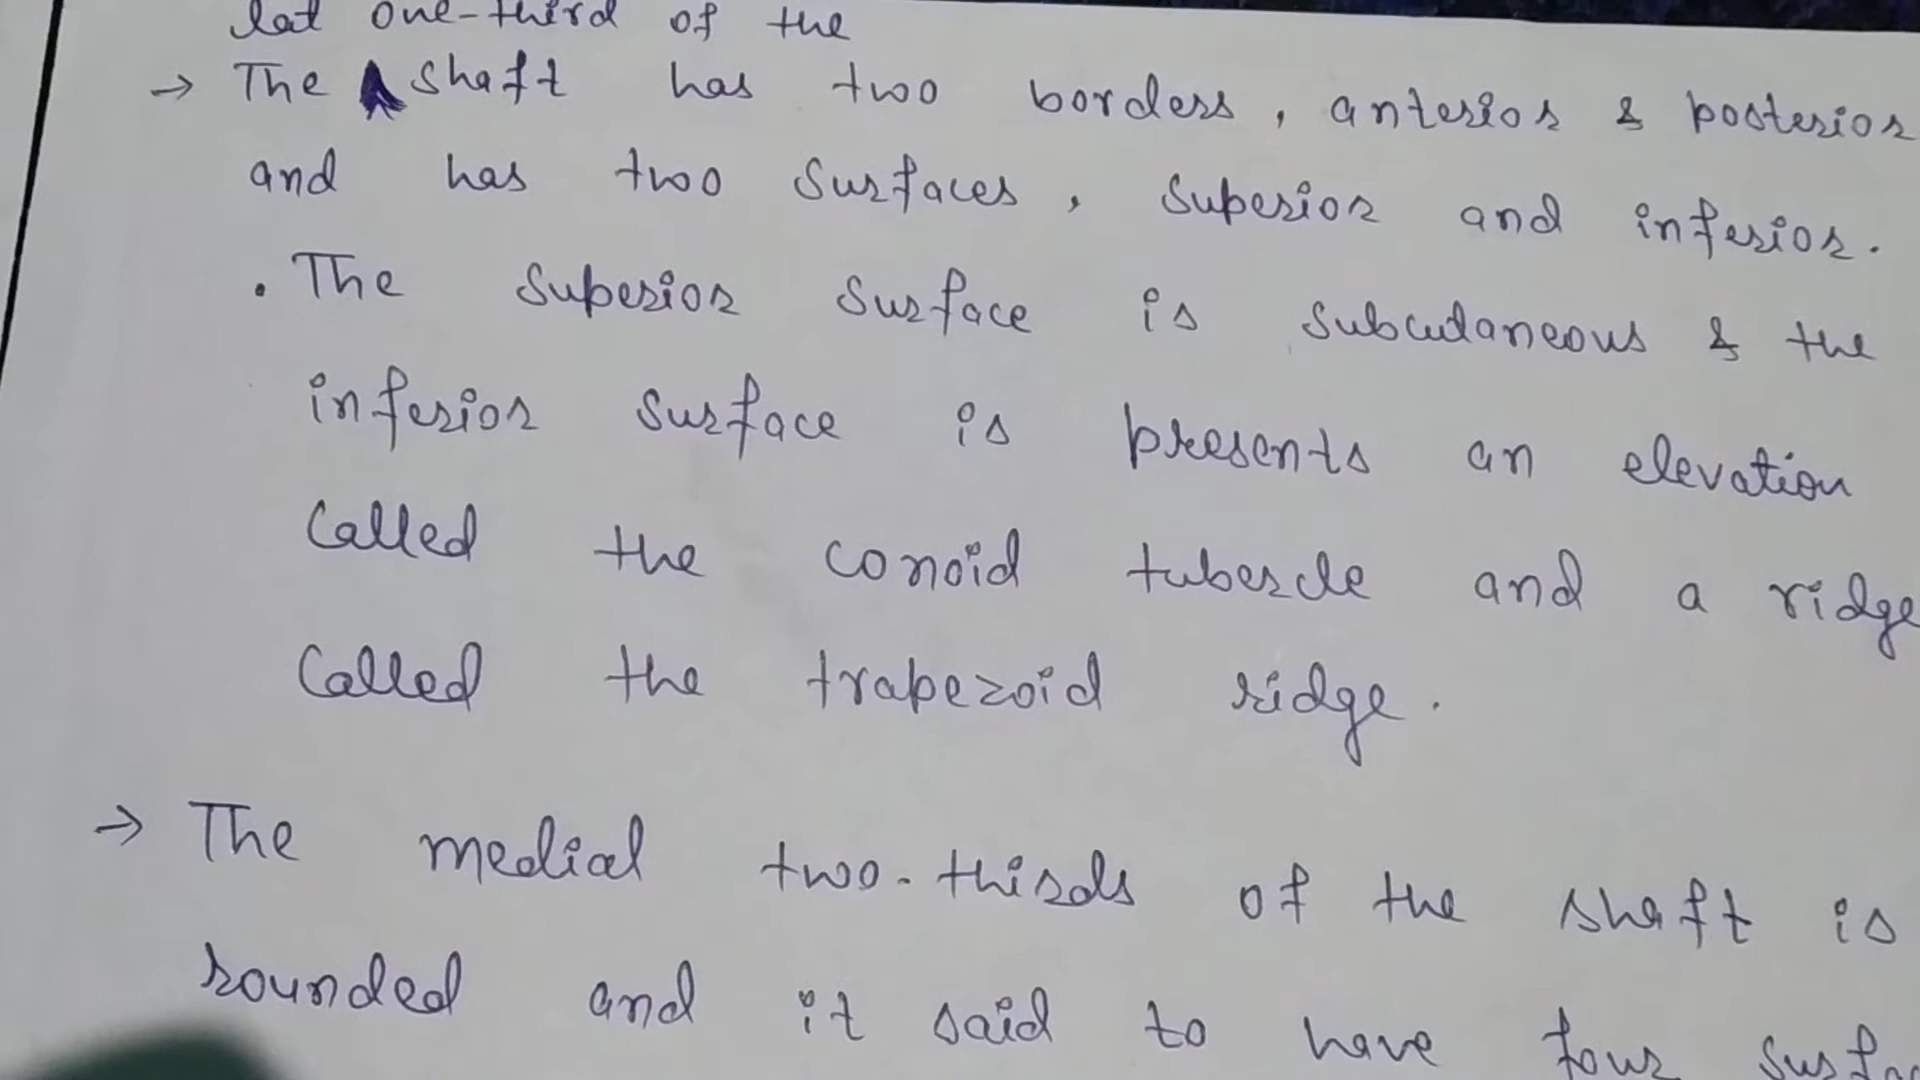 lat one-third of the
→ The shaft has two borders, anterior & posterior
and has two surfaces, superior and inferior.
. The superior surface is subcutaneous & the
inferior surface is presents an elevation
called the conoid tubercle and a ridge
called the trapezoid ridge.
→ The medial two-thirds of the shaft is
rounded and it said to have four